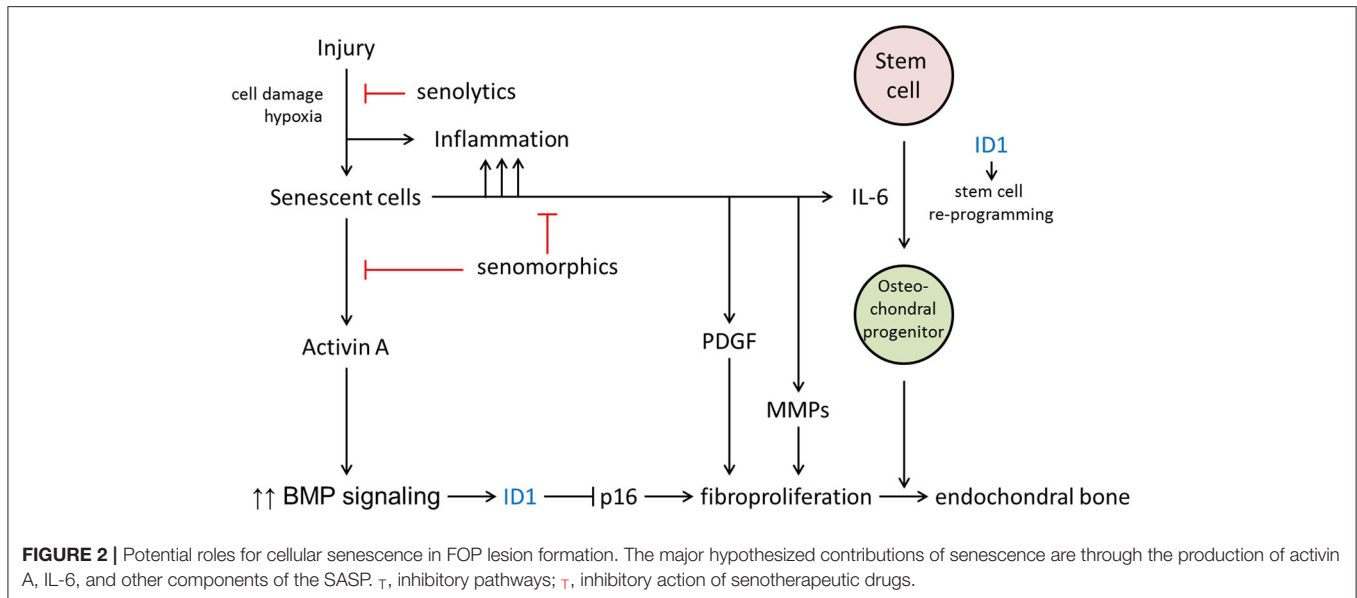 Injury
cell damage
hypoxia
senolytics
Inflammation
Senescent cells
IL-6
senomorphics
Activin A
PDGF
MMPs
Stem
cell
ID1
stem cell
re-programming
Osteo-
chondral
progenitor
↑↑ BMP signaling
ID1
p16
fibroproliferation
endochondral bone
FIGURE 2 | Potential roles for cellular senescence in FOP lesion formation. The major hypothesized contributions of senescence are through the production of activin
A, IL-6, and other components of the SASP. T, inhibitory pathways; T, inhibitory action of senotherapeutic drugs.